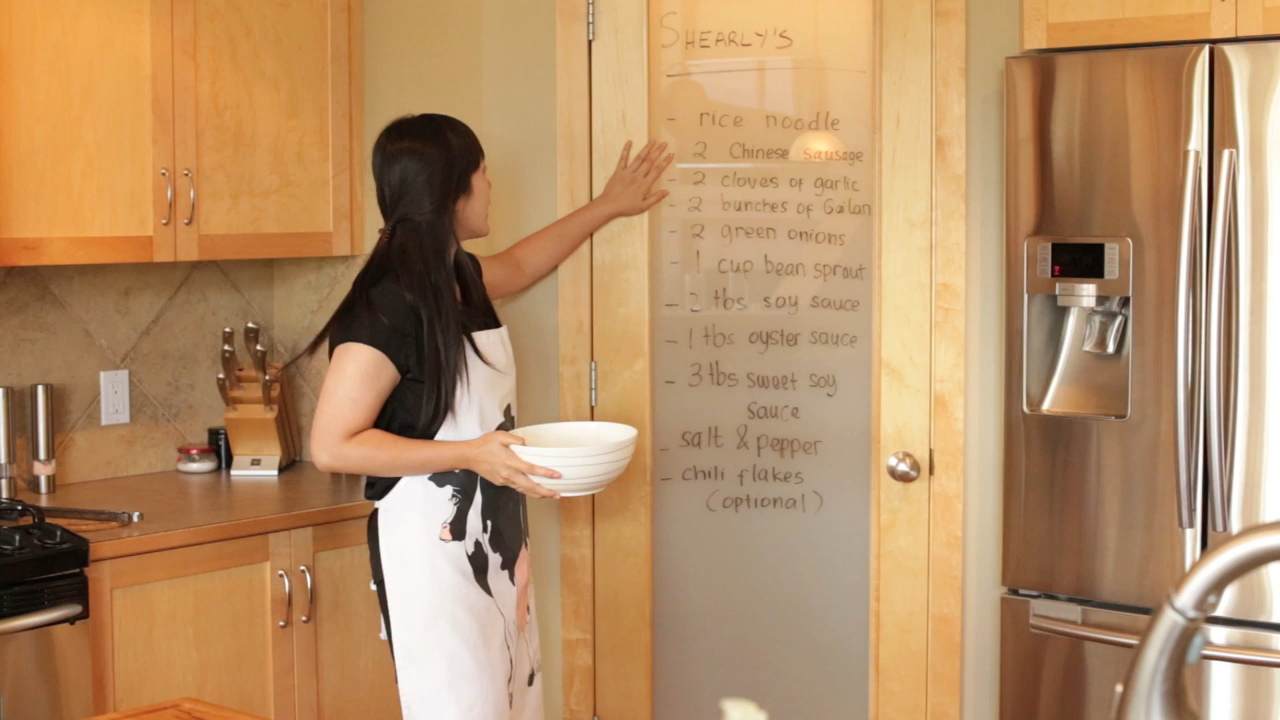 SHEARLY'S
- rice noodle
2 Chinese sausage
- 2 cloves of garlic
- 2 bunches of Gailan
- 2 green onions
- 1 cup bean sprout
- 2 tbs soy sauce
- 1 tbs oyster sauce
- 3 tbs sweet soy
sauce
- salt & pepper
- chili flakes
(optional)